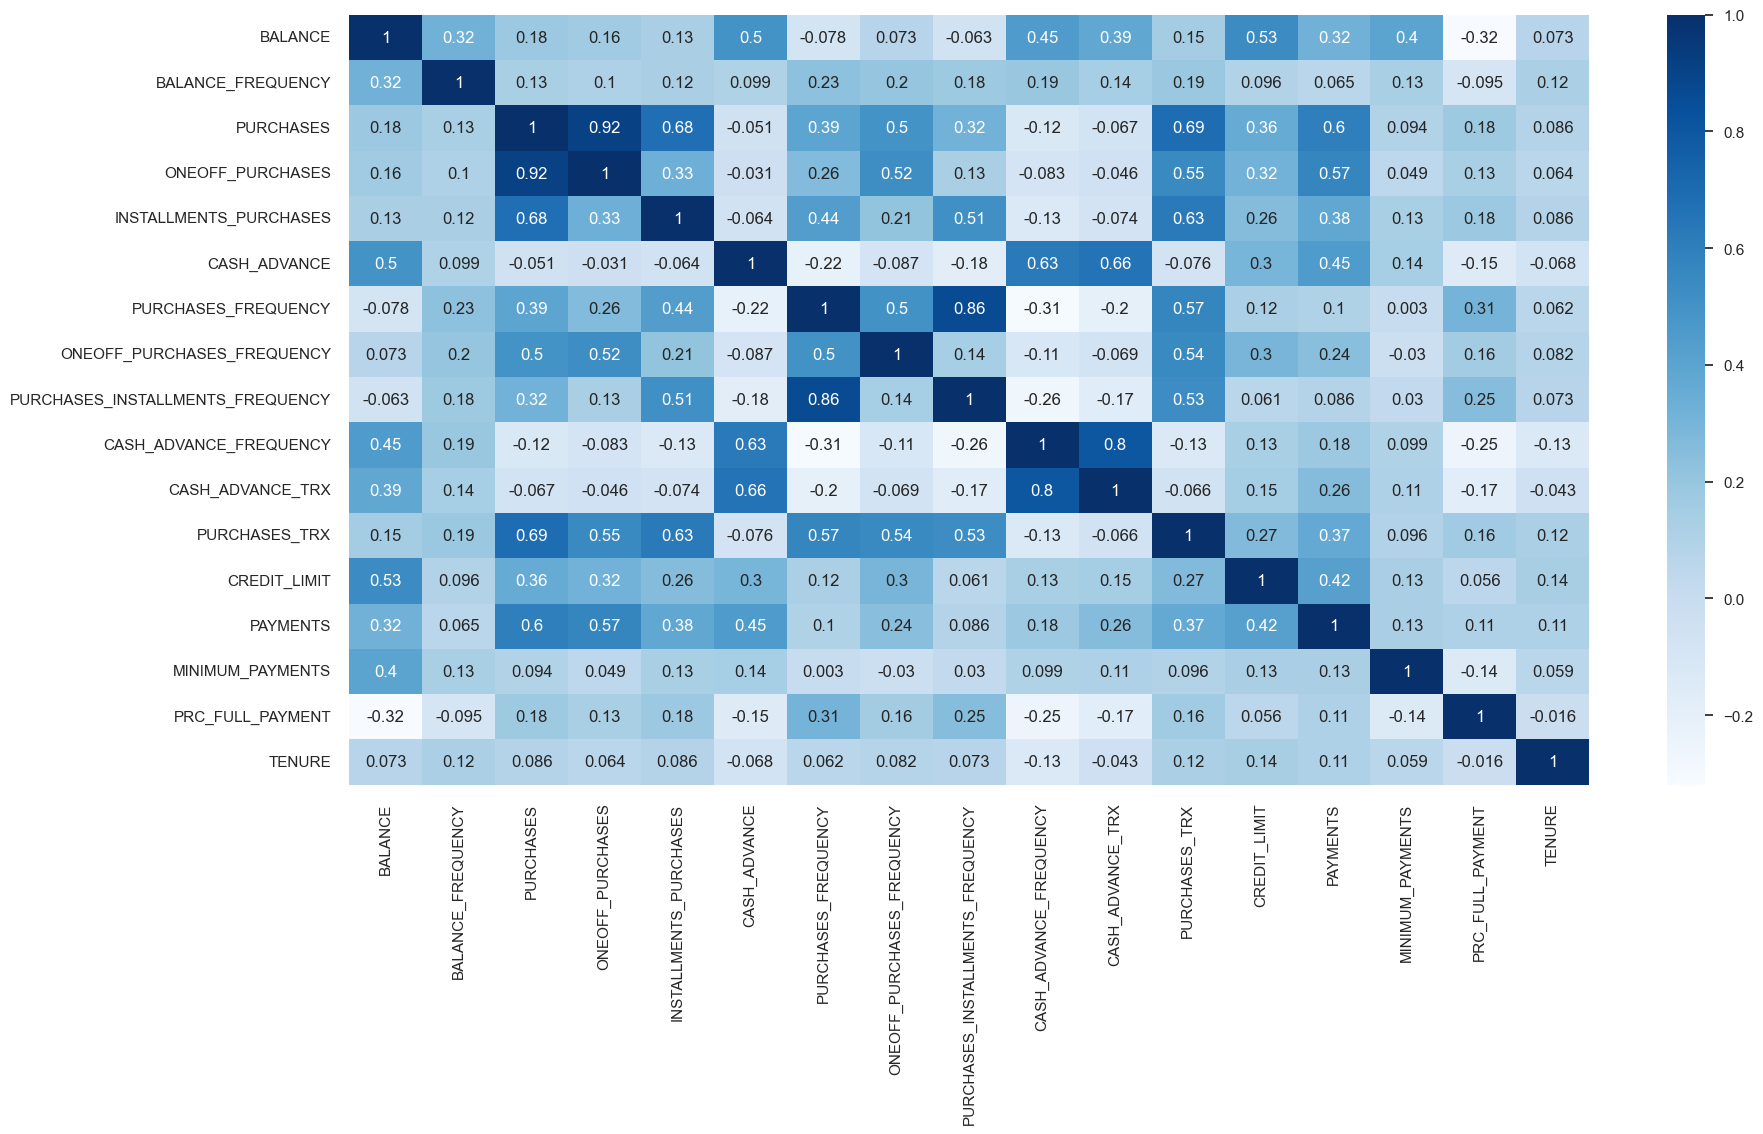 BALANCE 1 0.32 0.18 0.16 0.13 0.5 -0.078 0.073 -0.063 0.45 0.39 0.15 0.53 0.32 0.4 -0.32 0.073
BALANCE_FREQUENCY 0.32 1 0.13 0.1 0.12 0.099 0.23 0.2 0.18 0.19 0.14 0.19 0.096 0.065 0.13 -0.095 0.12
PURCHASES 0.18 0.13 1 0.92 0.68 -0.051 0.39 0.5 0.32 -0.12 -0.067 0.69 0.36 0.6 0.094 0.18 0.086
ONEOFF_PURCHASES 0.16 0.1 0.92 1 0.33 -0.031 0.26 0.52 0.13 -0.083 -0.046 0.55 0.32 0.57 0.049 0.13 0.064
INSTALLMENTS_PURCHASES 0.13 0.12 0.68 0.33 1 -0.064 0.44 0.21 0.51 -0.13 -0.074 0.63 0.26 0.38 0.13 0.18 0.086
CASH_ADVANCE 0.5 0.099 -0.051 -0.031 -0.064 1 -0.22 -0.087 -0.18 0.63 0.66 -0.076 0.3 0.45 0.14 -0.15 -0.068
PURCHASES_FREQUENCY -0.078 0.23 0.39 0.26 0.44 -0.22 1 0.5 0.86 -0.31 -0.2 0.57 0.12 0.1 0.003 0.31 0.062
ONEOFF_PURCHASES_FREQUENCY 0.073 0.2 0.5 0.52 0.21 -0.087 0.5 1 0.14 -0.11 -0.069 0.54 0.3 0.24 -0.03 0.16 0.082
PURCHASES_INSTALLMENTS_FREQUENCY -0.063 0.18 0.32 0.13 0.51 -0.18 0.86 0.14 1 -0.26 -0.17 0.53 0.061 0.086 0.03 0.25 0.073
CASH_ADVANCE_FREQUENCY 0.45 0.19 -0.12 -0.083 -0.13 0.63 -0.31 -0.11 -0.26 1 0.8 -0.13 0.13 0.18 0.099 -0.25 -0.13
CASH_ADVANCE_TRX 0.39 0.14 -0.067 -0.046 -0.074 0.66 -0.2 -0.069 -0.17 0.8 1 -0.066 0.15 0.26 0.11 -0.17 -0.043
PURCHASES_TRX 0.15 0.19 0.69 0.55 0.63 -0.076 0.57 0.54 0.53 -0.13 -0.066 1 0.27 0.37 0.096 0.16 0.12
CREDIT_LIMIT 0.53 0.096 0.36 0.32 0.26 0.3 0.12 0.3 0.061 0.13 0.15 0.27 1 0.42 0.13 0.056 0.14
PAYMENTS 0.32 0.065 0.6 0.57 0.38 0.45 0.1 0.24 0.086 0.18 0.26 0.37 0.42 1 0.13 0.11 0.11
MINIMUM_PAYMENTS 0.4 0.13 0.094 0.049 0.13 0.14 0.003 -0.03 0.03 0.099 0.11 0.096 0.13 0.13 1 -0.14 0.059
PRC_FULL_PAYMENT -0.32 -0.095 0.18 0.13 0.18 -0.15 0.31 0.16 0.25 -0.25 -0.17 0.16 0.056 0.11 -0.14 1 -0.016
TENURE 0.073 0.12 0.086 0.064 0.086 -0.068 0.062 0.082 0.073 -0.13 -0.043 0.12 0.14 0.11 0.059 -0.016 1
BALANCE
BALANCE_FREQUENCY
PURCHASES
ONEOFF_PURCHASES
INSTALLMENTS_PURCHASES
CASH_ADVANCE
PURCHASES_FREQUENCY
ONEOFF_PURCHASES_FREQUENCY
PURCHASES_INSTALLMENTS_FREQUENCY
CASH_ADVANCE_FREQUENCY
CASH_ADVANCE_TRX
PURCHASES_TRX
CREDIT_LIMIT
PAYMENTS
MINIMUM_PAYMENTS
PRC_FULL_PAYMENT
TENURE
1.0
0.8
0.6
0.4
0.2
0.0
−0.2